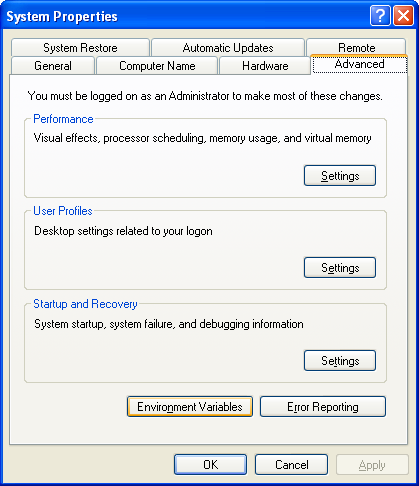 System Properties
System Restore Automatic Updates Remote
General Computer Name Hardware Advanced
You must be logged on as an Administrator to make most of these changes.
Performance
Visual effects, processor scheduling, memory usage, and virtual memory
Settings
User Profiles
Desktop settings related to your logon
Settings
Startup and Recovery
System startup, system failure, and debugging information
Settings
Environment Variables Error Reporting
OK Cancel Apply